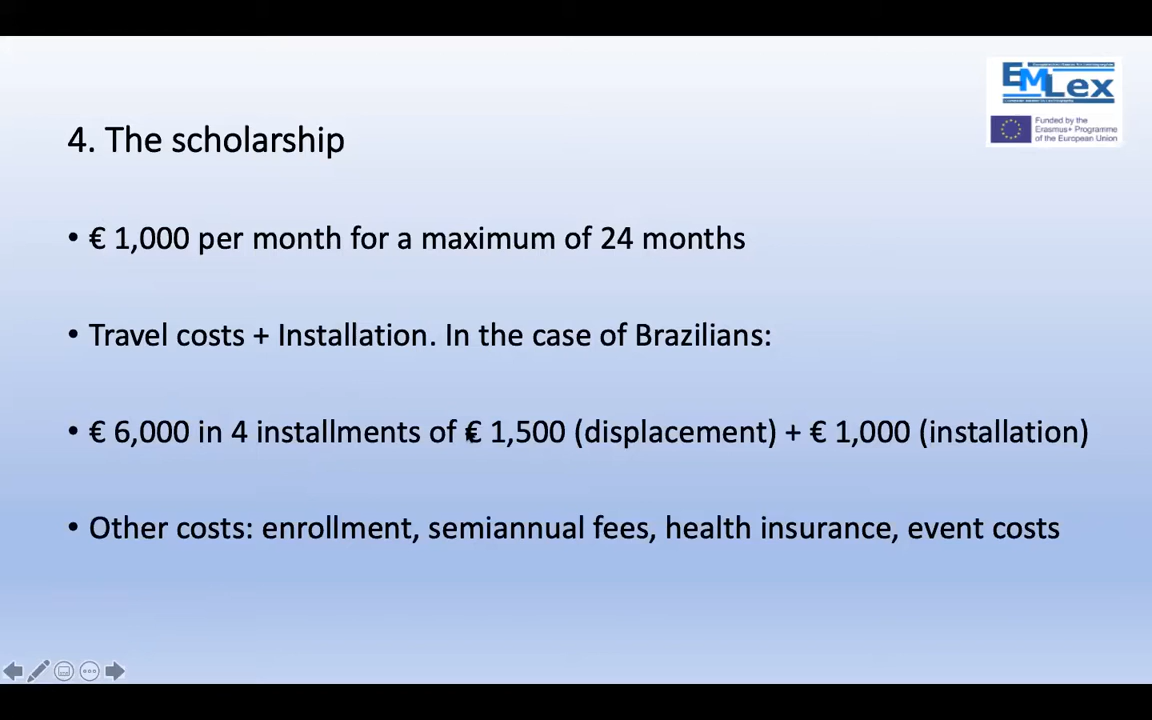 EMLex
Funded by the
Erasmus+ Programme
of the European Union
4. The scholarship
• € 1,000 per month for a maximum of 24 months
• Travel costs + Installation. In the case of Brazilians:
• € 6,000 in 4 installments of € 1,500 (displacement) + € 1,000 (installation)
• Other costs: enrollment, semiannual fees, health insurance, event costs